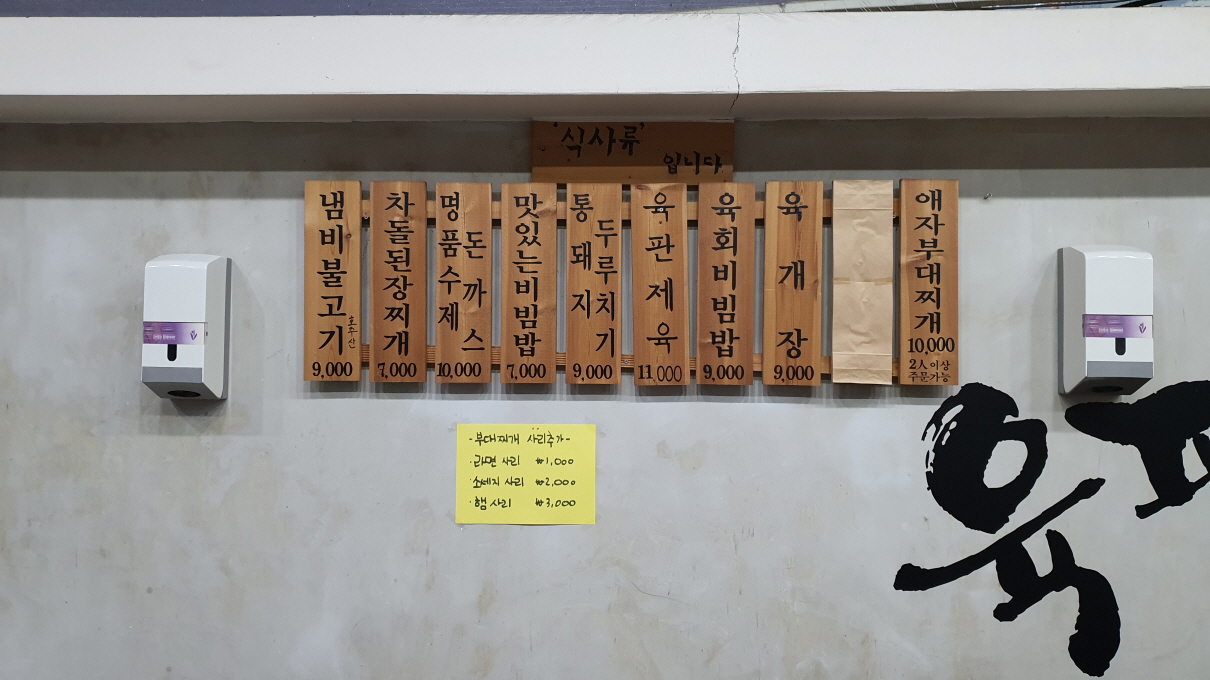 '식사류'
입니다
냄비불고기
호주산
9,000
차돌된장찌개
7,000
명품수제
돈까스
10,000
맛있는비빔밥
7,000
통돼지
두루치기
9,000
육판제육
11,000
육회비빔밥
9,000
육개장
9,000
애자부대찌개
10,000
2人이상
주문가능
-부대찌개 사리추가-
·라면 사리 ₩1,000
·소세지 사리 ₩2,000
·햄 사리 ₩3,000
육